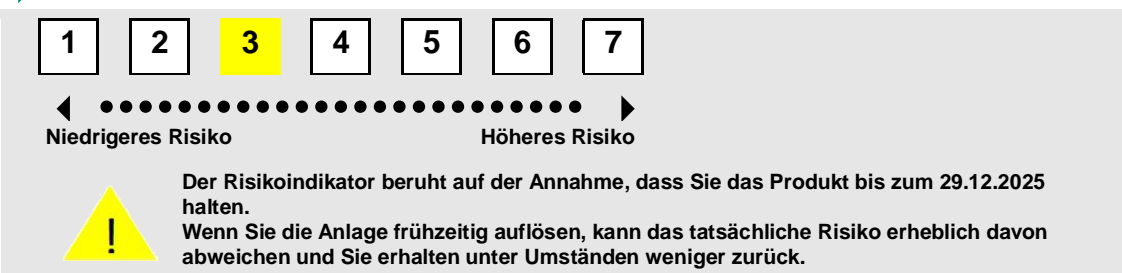 1 2 3 4 5 6 7
Niedrigeres Risiko Höheres Risiko
Der Risikoindikator beruht auf der Annahme, dass Sie das Produkt bis zum 29.12.2025
halten.
Wenn Sie die Anlage frühzeitig auflösen, kann das tatsächliche Risiko erheblich davon
abweichen und Sie erhalten unter Umständen weniger zurück.
!